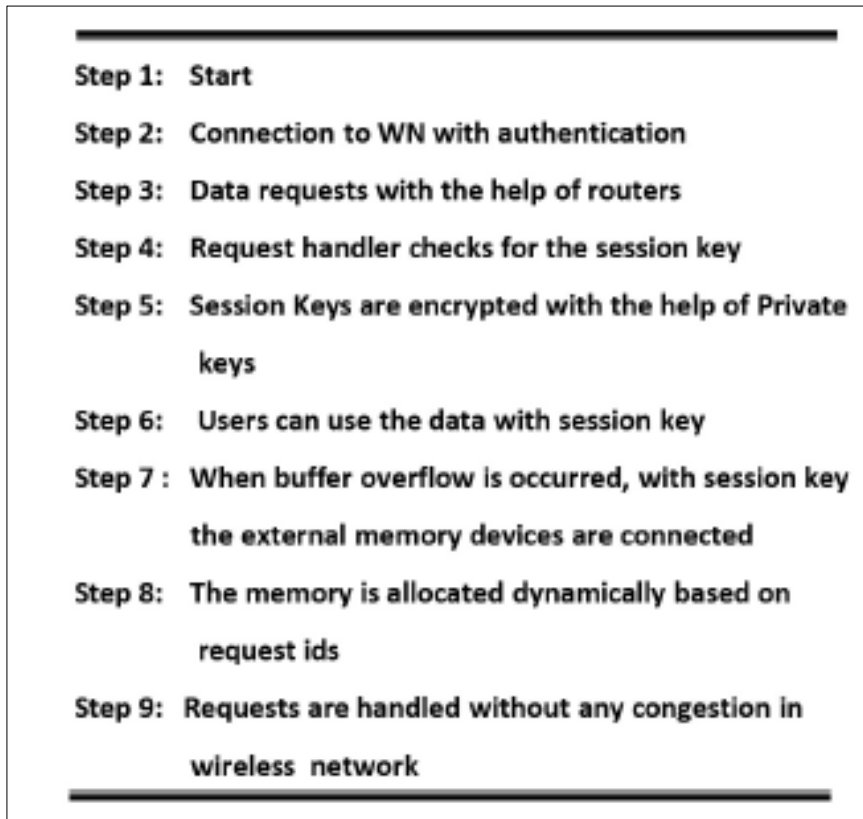 Step 1: Start
Step 2: Connection to WN with authentication
Step 3: Data requests with the help of routers
Step 4: Request handler checks for the session key
Step 5: Session Keys are encrypted with the help of Private
keys
Step 6: Users can use the data with session key
Step 7 : When buffer overflow is occurred, with session key
the external memory devices are connected
Step 8: The memory is allocated dynamically based on
request ids
Step 9: Requests are handled without any congestion in
wireless network